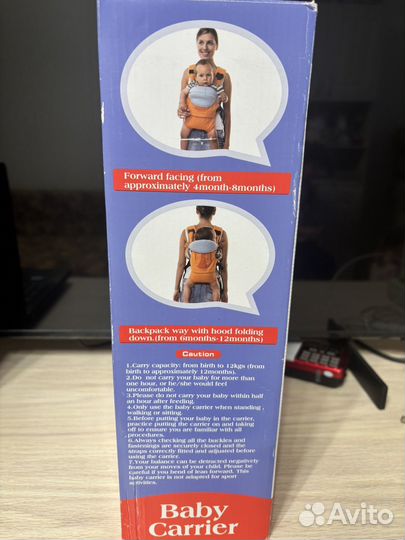 Forward facing (from
approximately 4month-8months)
Backpack way with hood folding
down.(from 6months-12months)
Caution
1.Carry capacity: from birth to 12kgs (from
birth to approximately 12months).
2.Do not carry your baby for more than
one hour, or he/she would feel
uncomfortable.
3.Please do not carry your baby within half
an hour after feeding.
4.Only use the baby carrier when standing ,
walking or sitting.
5.Before putting your baby in the carrier,
practice putting the carrier on and taking
off to ensure you are familiar with all
procedures.
6.Always checking all the buckles and
fastenings are securely closed and the
straps correctly fitted and adjusted before
using the carrier.
7.Your balance can be detracted negatively
from your moves of your child. Please be
careful if you bend of lean forward. This
baby carrier is not adapted for sport
activities.
Baby
Carrier
Avito